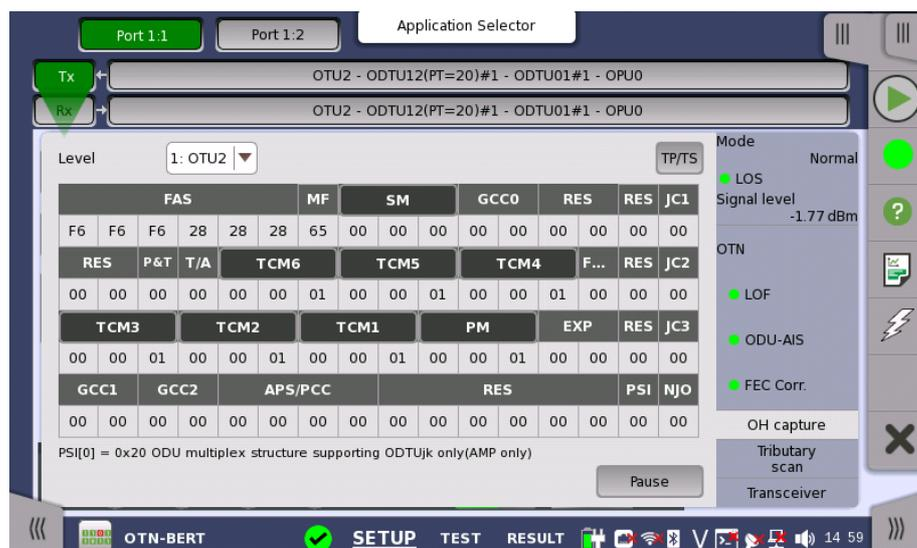 Port 1:1 Port 1:2 Application Selector
Tx OTU2 - ODTU12(PT=20)#1 - ODTU01#1 - OPU0
Rx OTU2 - ODTU12(PT=20)#1 - ODTU01#1 - OPU0
Level 1: OTU2 TP/TS
FAS MF SM GCC0 RES RES JC1
F6 F6 F6 28 28 28 65 00 00 00 00 00 00 00 00 00
RES P&T T/A TCM6 TCM5 TCM4 F... RES JC2
00 00 00 00 00 00 01 00 00 01 00 00 01 00 00 00
TCM3 TCM2 TCM1 PM EXP RES JC3
00 00 01 00 00 01 00 00 01 00 00 01 00 00 00 00
GCC1 GCC2 APS/PCC RES PSI NJO
00 00 00 00 00 00 00 00 00 00 00 00 00 00 00 00
PSI[0] = 0x20 ODU multiplex structure supporting ODTUjk only(AMP only)
Pause
Mode
Normal
LOS
Signal level
-1.77 dBm
OTN
LOF
ODU-AIS
FEC Corr.
OH capture
Tributary
scan
Transceiver
OTN-BERT SETUP TEST RESULT 14 59